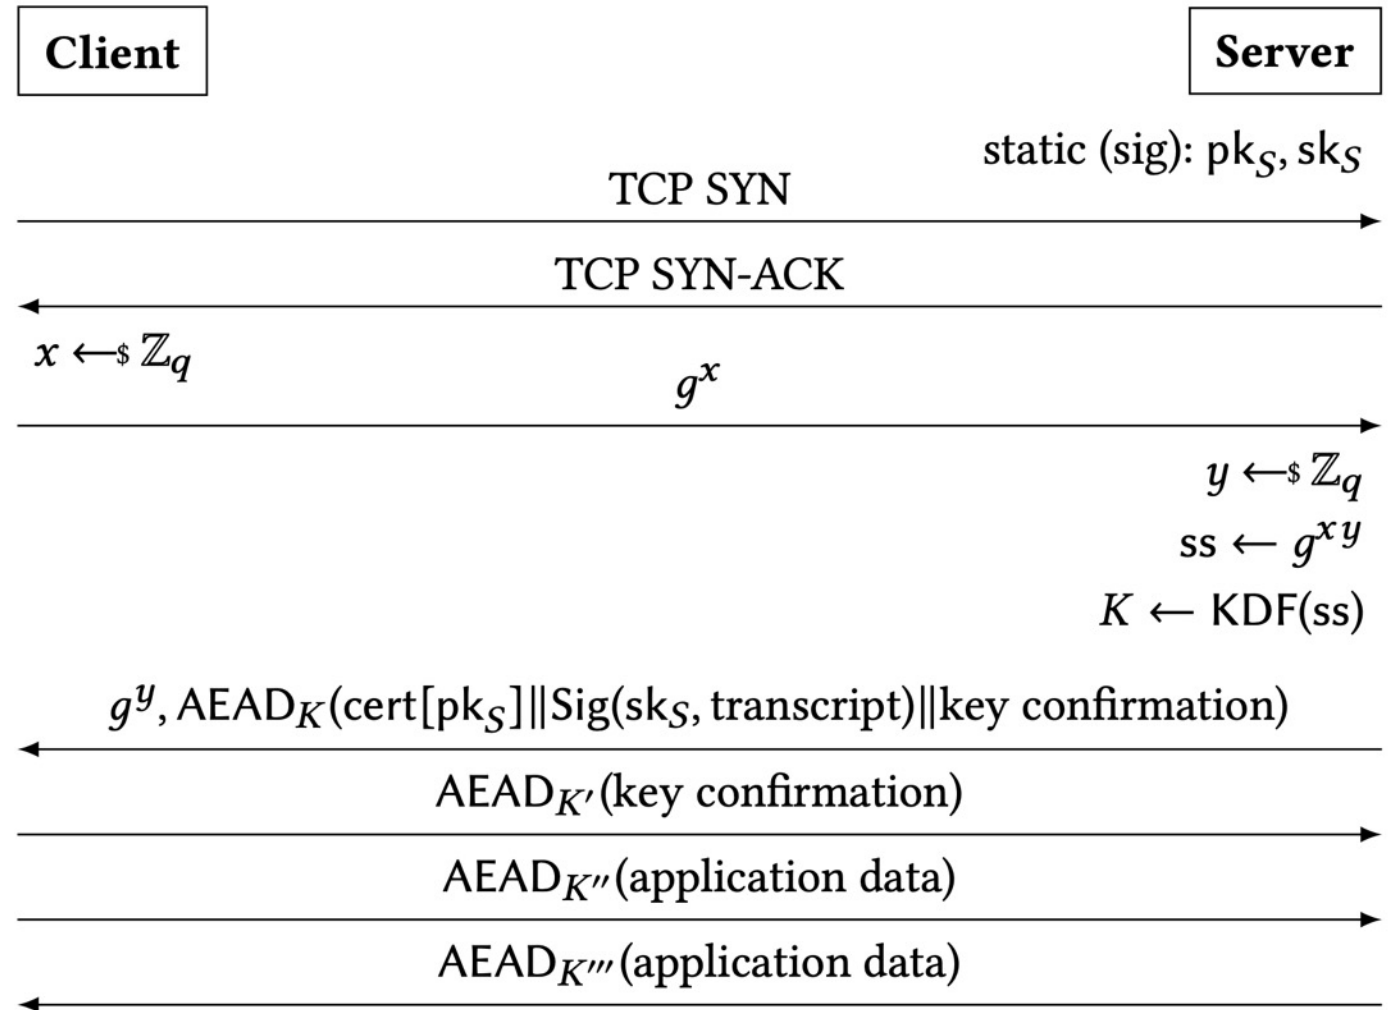 Client
Server
static (sig): pk_S, sk_S
TCP SYN
TCP SYN-ACK
x ←$ ℤ_q
g^x
y ←$ ℤ_q
ss ← g^{xy}
K ← KDF(ss)
g^y, AEAD_K(cert[pk_S]‖Sig(sk_S, transcript)‖key confirmation)
AEAD_{K′}(key confirmation)
AEAD_{K″}(application data)
AEAD_{K‴}(application data)